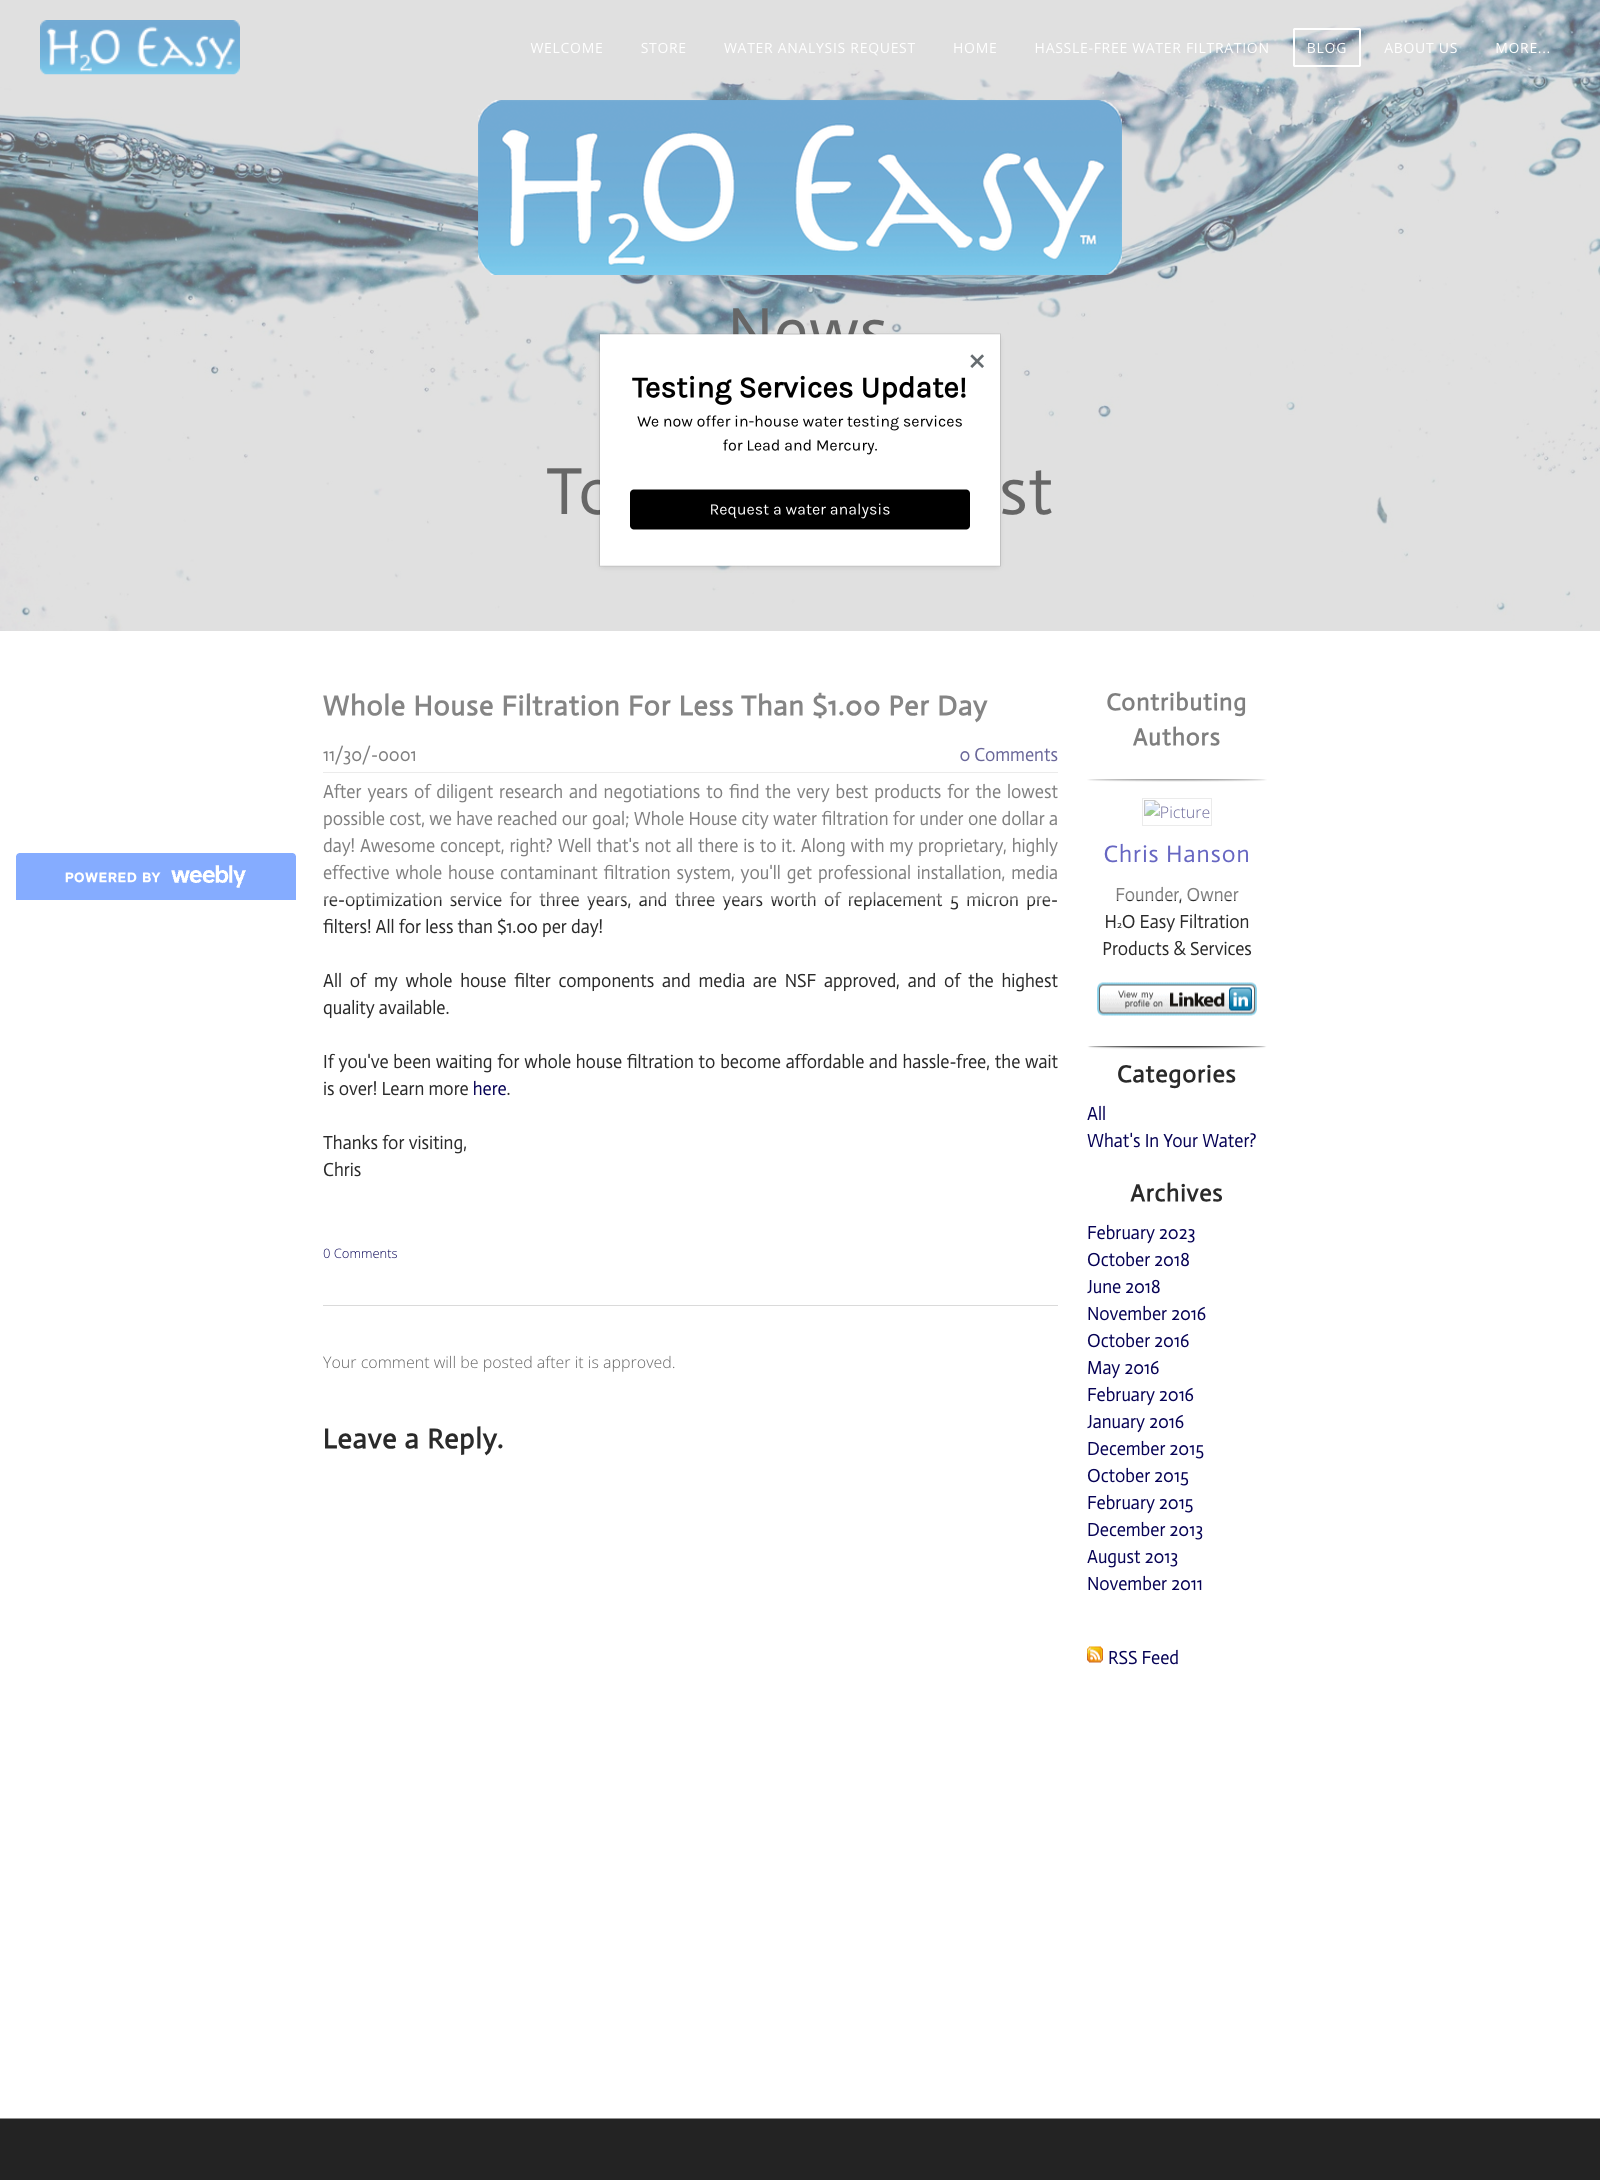 H2O Easy
WELCOME
STORE
WATER ANALYSIS REQUEST
HOME
HASSLE-FREE WATER FILTRATION
BLOG
ABOUT US
MORE...
H2O Easy™
News
Testing Services Update!
We now offer in-house water testing services
for Lead and Mercury.
Request a water analysis
Whole House Filtration For Less Than $1.00 Per Day
11/30/-0001
0 Comments
After years of diligent research and negotiations to find the very best products for the lowest
possible cost, we have reached our goal; Whole House city water filtration for under one dollar a
day! Awesome concept, right? Well that's not all there is to it. Along with my proprietary, highly
effective whole house contaminant filtration system, you'll get professional installation, media
re-optimization service for three years, and three years worth of replacement 5 micron pre-
filters! All for less than $1.00 per day!
All of my whole house filter components and media are NSF approved, and of the highest
quality available.
If you've been waiting for whole house filtration to become affordable and hassle-free, the wait
is over! Learn more here.
Thanks for visiting,
Chris
0 Comments
Your comment will be posted after it is approved.
Leave a Reply.
Contributing
Authors
Picture
Chris Hanson
Founder, Owner
H₂O Easy Filtration
Products & Services
View my
profile on
Linked in
Categories
All
What's In Your Water?
Archives
February 2023
October 2018
June 2018
November 2016
October 2016
May 2016
February 2016
January 2016
December 2015
October 2015
February 2015
December 2013
August 2013
November 2011
RSS Feed
POWERED BY weebly